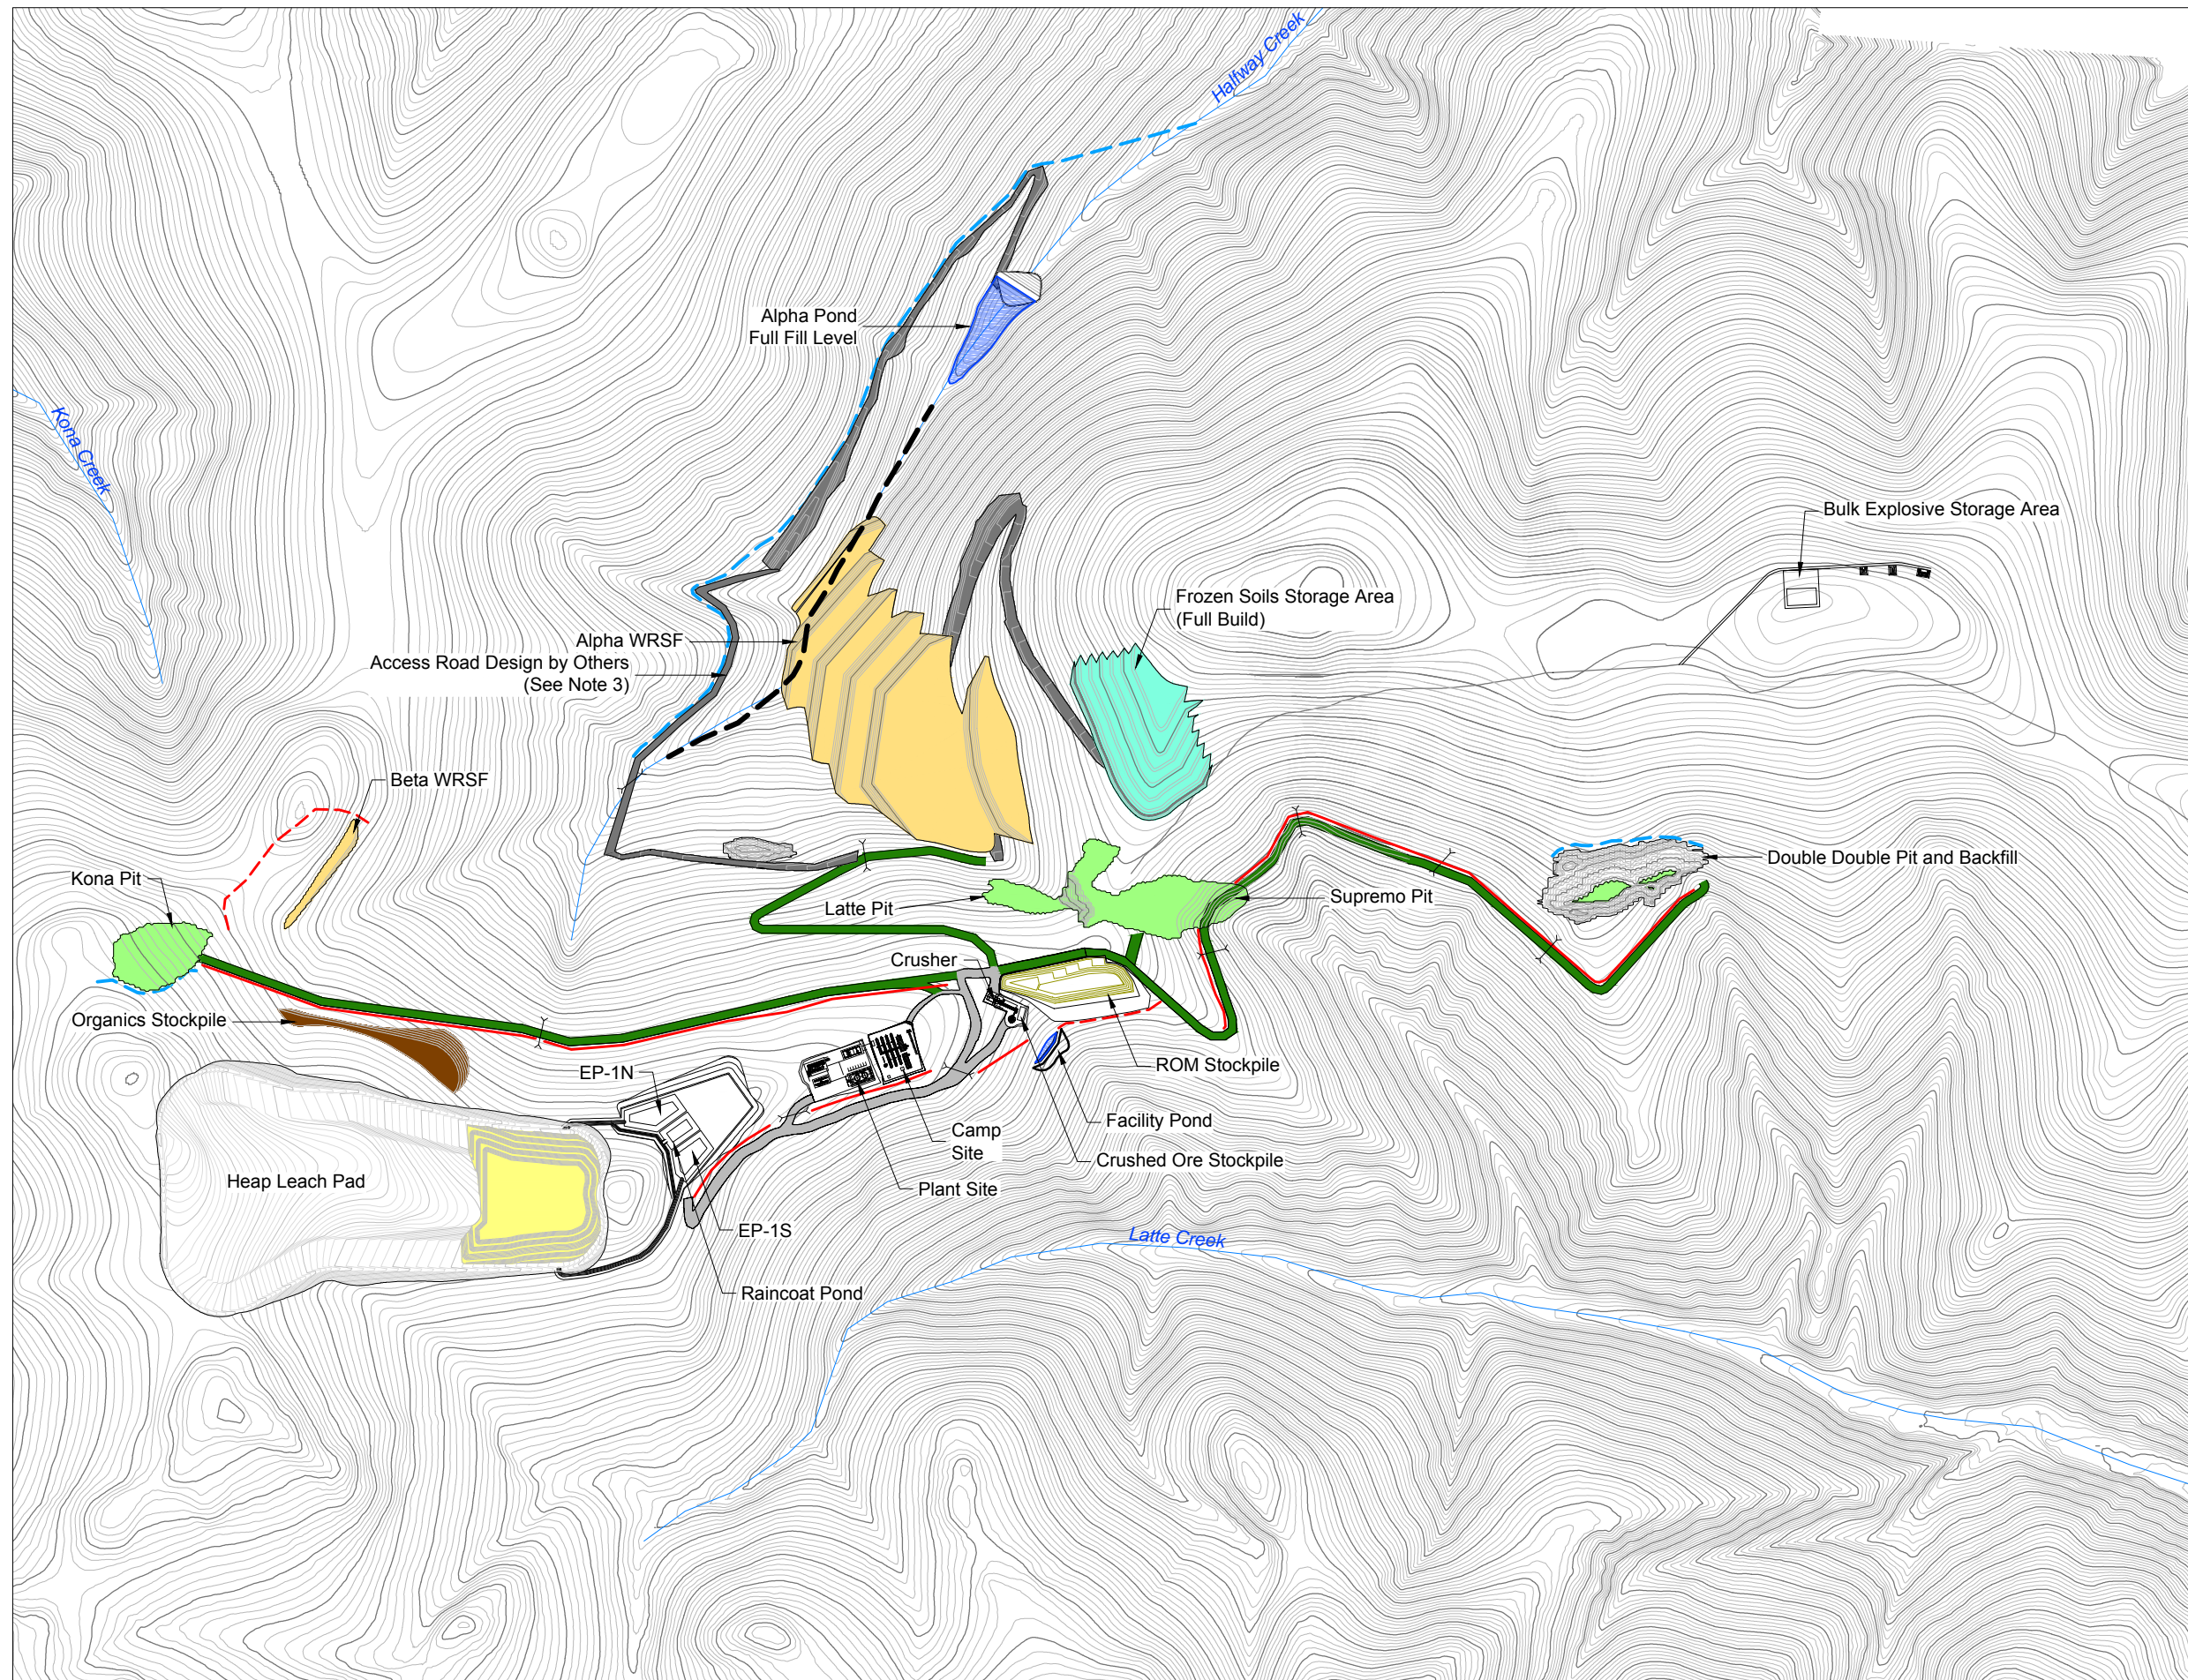 Halfway Creek
Alpha Pond
Full Fill Level
Kona Creek
Bulk Explosive Storage Area
Frozen Soils Storage Area
(Full Build)
Alpha WRSF
Access Road Design by Others
(See Note 3)
Beta WRSF
Kona Pit
Double Double Pit and Backfill
Latte Pit
Supremo Pit
Crusher
Organics Stockpile
ROM Stockpile
EP-1N
Facility Pond
Camp
Site
Crushed Ore Stockpile
Heap Leach Pad
Plant Site
EP-1S
Latte Creek
Raincoat Pond